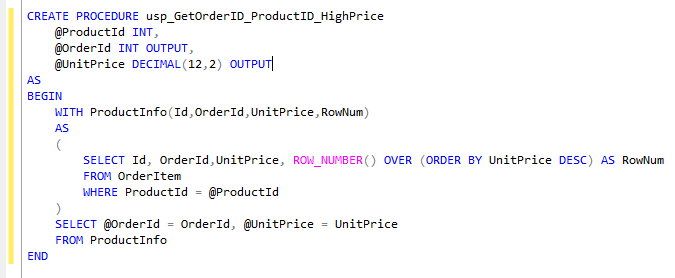 CREATE PROCEDURE usp_GetOrderID_ProductID_HighPrice
@ProductId INT,
@OrderId INT OUTPUT,
@UnitPrice DECIMAL(12,2) OUTPUT
AS
BEGIN
WITH ProductInfo(Id,OrderId,UnitPrice,RowNum)
AS
(
SELECT Id, OrderId,UnitPrice, ROW_NUMBER() OVER (ORDER BY UnitPrice DESC) AS RowNum
FROM OrderItem
WHERE ProductId = @ProductId
)
SELECT @OrderId = OrderId, @UnitPrice = UnitPrice
FROM ProductInfo
END